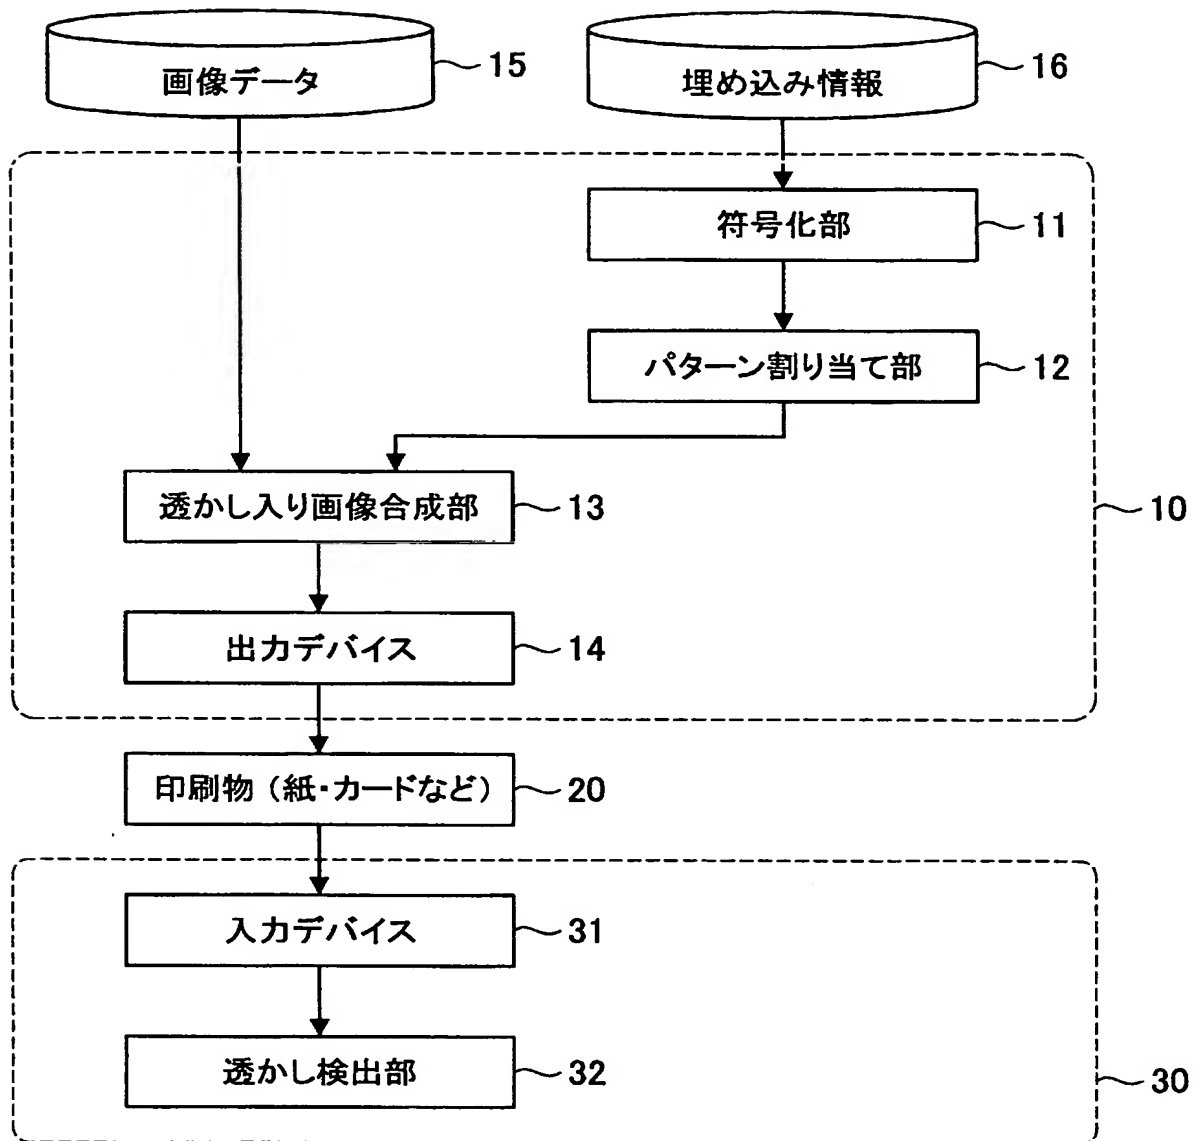 画像データ 15
埋め込み情報 16
符号化部 11
パターン割り当て部 12
透かし入り画像合成部 13
10
出力デバイス 14
印刷物（紙・カードなど） 20
入力デバイス 31
透かし検出部 32
30